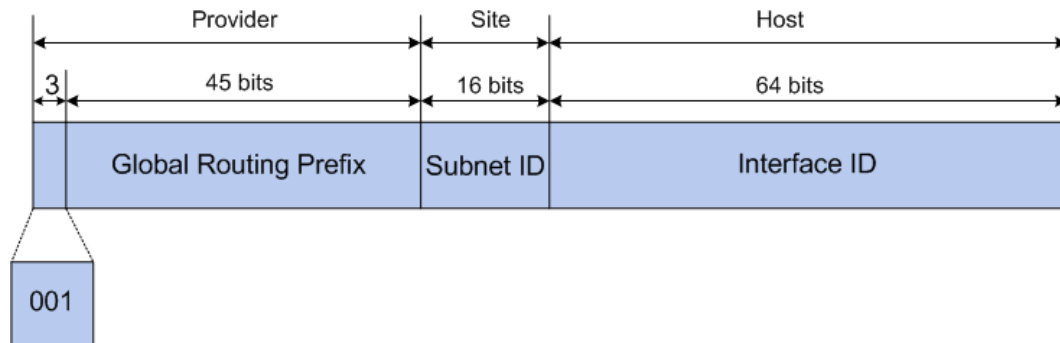 Provider Site Host
3 45 bits 16 bits 64 bits
Global Routing Prefix Subnet ID Interface ID
001